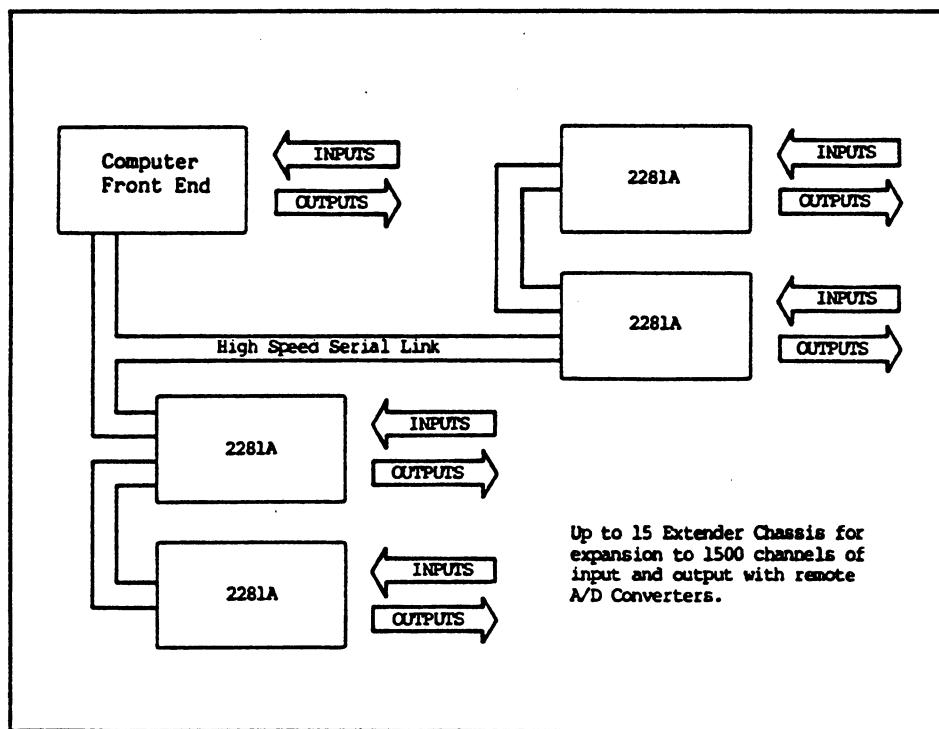 Computer
Front End
INPUTS
OUTPUTS
2281A
INPUTS
OUTPUTS
2281A
INPUTS
OUTPUTS
High Speed Serial Link
2281A
INPUTS
OUTPUTS
2281A
INPUTS
OUTPUTS
Up to 15 Extender Chassis for
expansion to 1500 channels of
input and output with remote
A/D Converters.